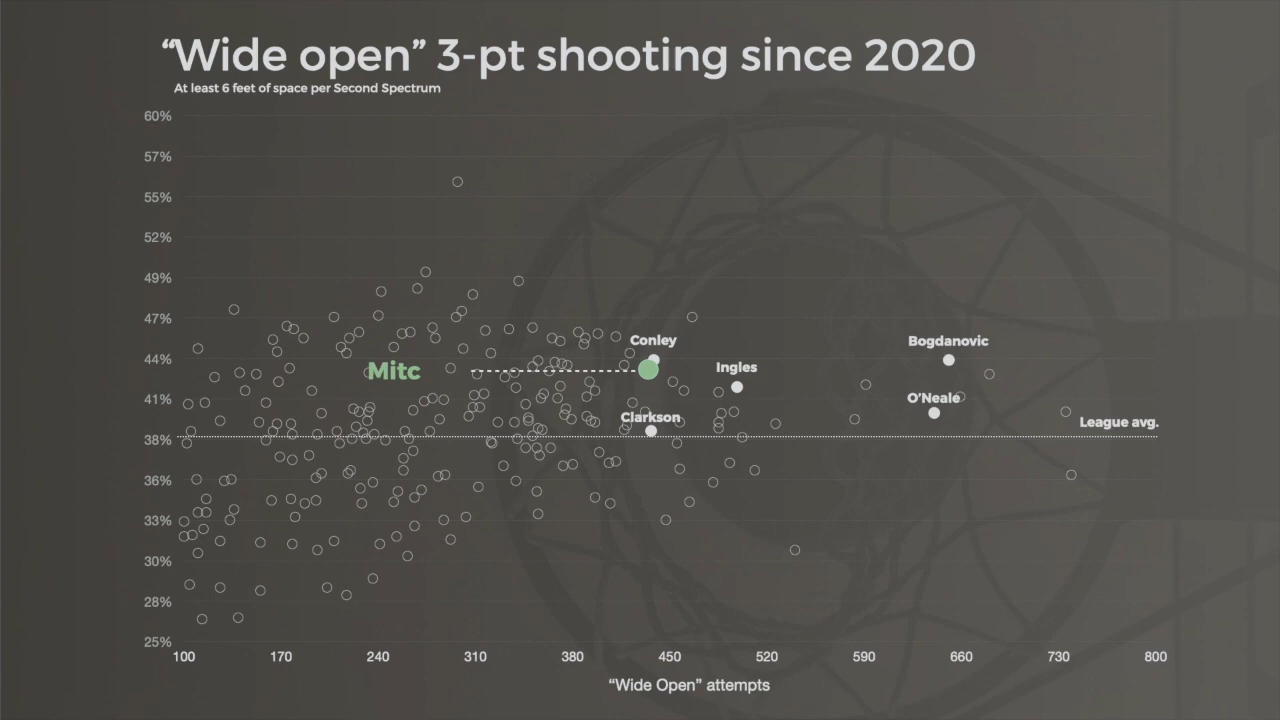 “Wide open” 3-pt shooting since 2020
At least 6 feet of space per Second Spectrum
60%
57%
55%
52%
49%
47%
44%
41%
38%
36%
33%
30%
28%
25%
Conley
Bogdanovic
Mitc
Ingles
O’Neale
Clarkson
League avg.
100 170 240 310 380 450 520 590 660 730 800
“Wide Open” attempts